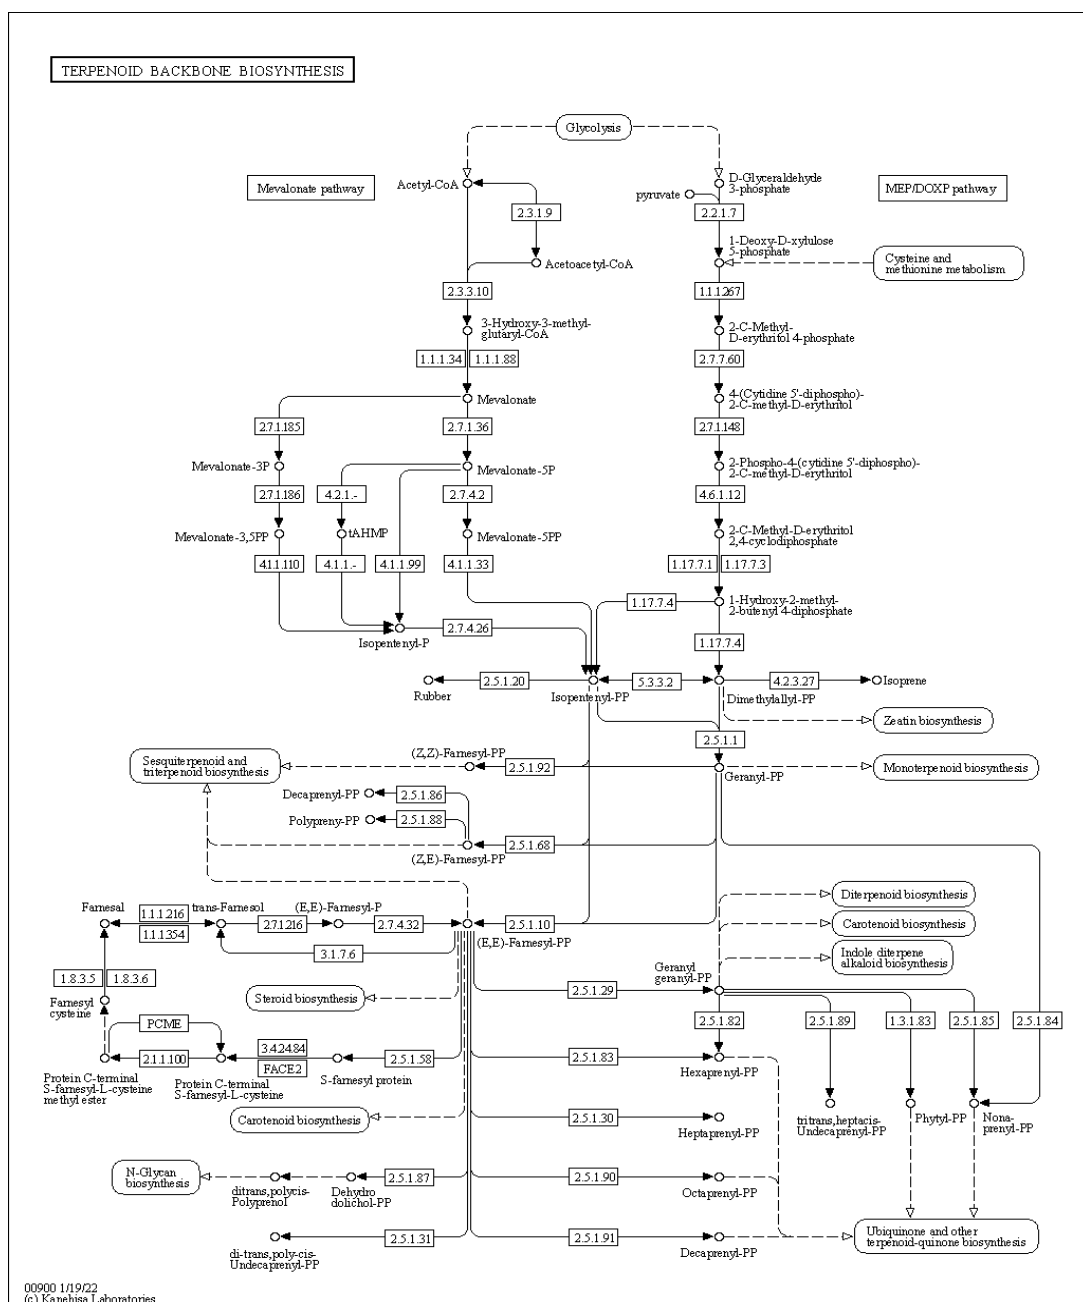 TERPENOID BACKBONE BIOSYNTHESIS
Glycolysis
Mevalonate pathway
Acetyl-CoA
D-Glyceraldehyde
3-phosphate
MEP/DOXP pathway
pyruvate
2.3.1.9
2.2.1.7
1-Deoxy-D-xylulose
5-phosphate
Acetoacetyl-CoA
Cysteine and
methionine metabolism
2.3.3.10
1.1.1.267
3-Hydroxy-3-methyl-
glutaryl-CoA
2-C-Methyl-
D-erythritol 4-phosphate
1.1.1.34
1.1.1.88
2.7.7.60
Mevalonate
4-(Cytidine 5'-diphospho)-
2-C-methyl-D-erythritol
2.7.1.185
2.7.1.36
2.7.1.148
Mevalonate-3P
Mevalonate-5P
2-Phospho-4-(cytidine 5'-diphospho)-
2-C-methyl-D-erythritol
2.7.1.186
4.2.1.-
2.7.4.2
4.6.1.12
Mevalonate-3,5PP
tAHMP
Mevalonate-5PP
2-C-Methyl-D-erythritol
2,4-cyclodiphosphate
4.1.1.110
4.1.1.-
4.1.1.99
4.1.1.33
1.17.7.1
1.17.7.3
1.17.7.4
1-Hydroxy-2-methyl-
2-butenyl 4-diphosphate
Isopentenyl-P
2.7.4.26
1.17.7.4
Rubber
2.5.1.20
Isopentenyl-PP
5.3.3.2
Dimethylallyl-PP
4.2.3.27
Isoprene
Zeatin biosynthesis
2.5.1.1
Sesquiterpenoid and
triterpenoid biosynthesis
(Z,Z)-Farnesyl-PP
2.5.1.92
Geranyl-PP
Monoterpenoid biosynthesis
Decaprenyl-PP
2.5.1.86
Polypreny-PP
2.5.1.88
(Z,E)-Farnesyl-PP
2.5.1.68
Diterpenoid biosynthesis
Farnesal
1.1.1.216
1.1.1.354
trans-Farnesol
2.7.1.216
(E,E)-Farnesyl-P
2.7.4.32
2.5.1.10
(E,E)-Farnesyl-PP
Carotenoid biosynthesis
3.1.7.6
Indole diterpene
alkaloid biosynthesis
1.8.3.5
1.8.3.6
Geranyl
geranyl-PP
Farnesyl
cysteine
Steroid biosynthesis
2.5.1.29
PCME
2.5.1.82
2.5.1.89
1.3.1.83
2.5.1.85
2.5.1.84
2.1.1.100
3.4.24.84
FACE2
2.5.1.58
2.5.1.83
Protein C-terminal
S-farnesyl-L-cysteine
methyl ester
Protein C-terminal
S-farnesyl-L-cysteine
S-farnesyl protein
Hexaprenyl-PP
Carotenoid biosynthesis
2.5.1.30
Heptaprenyl-PP
tritrans,heptacis-
Undecaprenyl-PP
Phytyl-PP
Nona-
prenyl-PP
N-Glycan
biosynthesis
ditrans,polycis-
Polyprenol
Dehydro
dolichol-PP
2.5.1.87
2.5.1.90
Octaprenyl-PP
di-trans,poly-cis-
Undecaprenyl-PP
2.5.1.31
2.5.1.91
Decaprenyl-PP
Ubiquinone and other
terpenoid-quinone biosynthesis
00900 1/19/22
(c) Kanehisa Laboratories